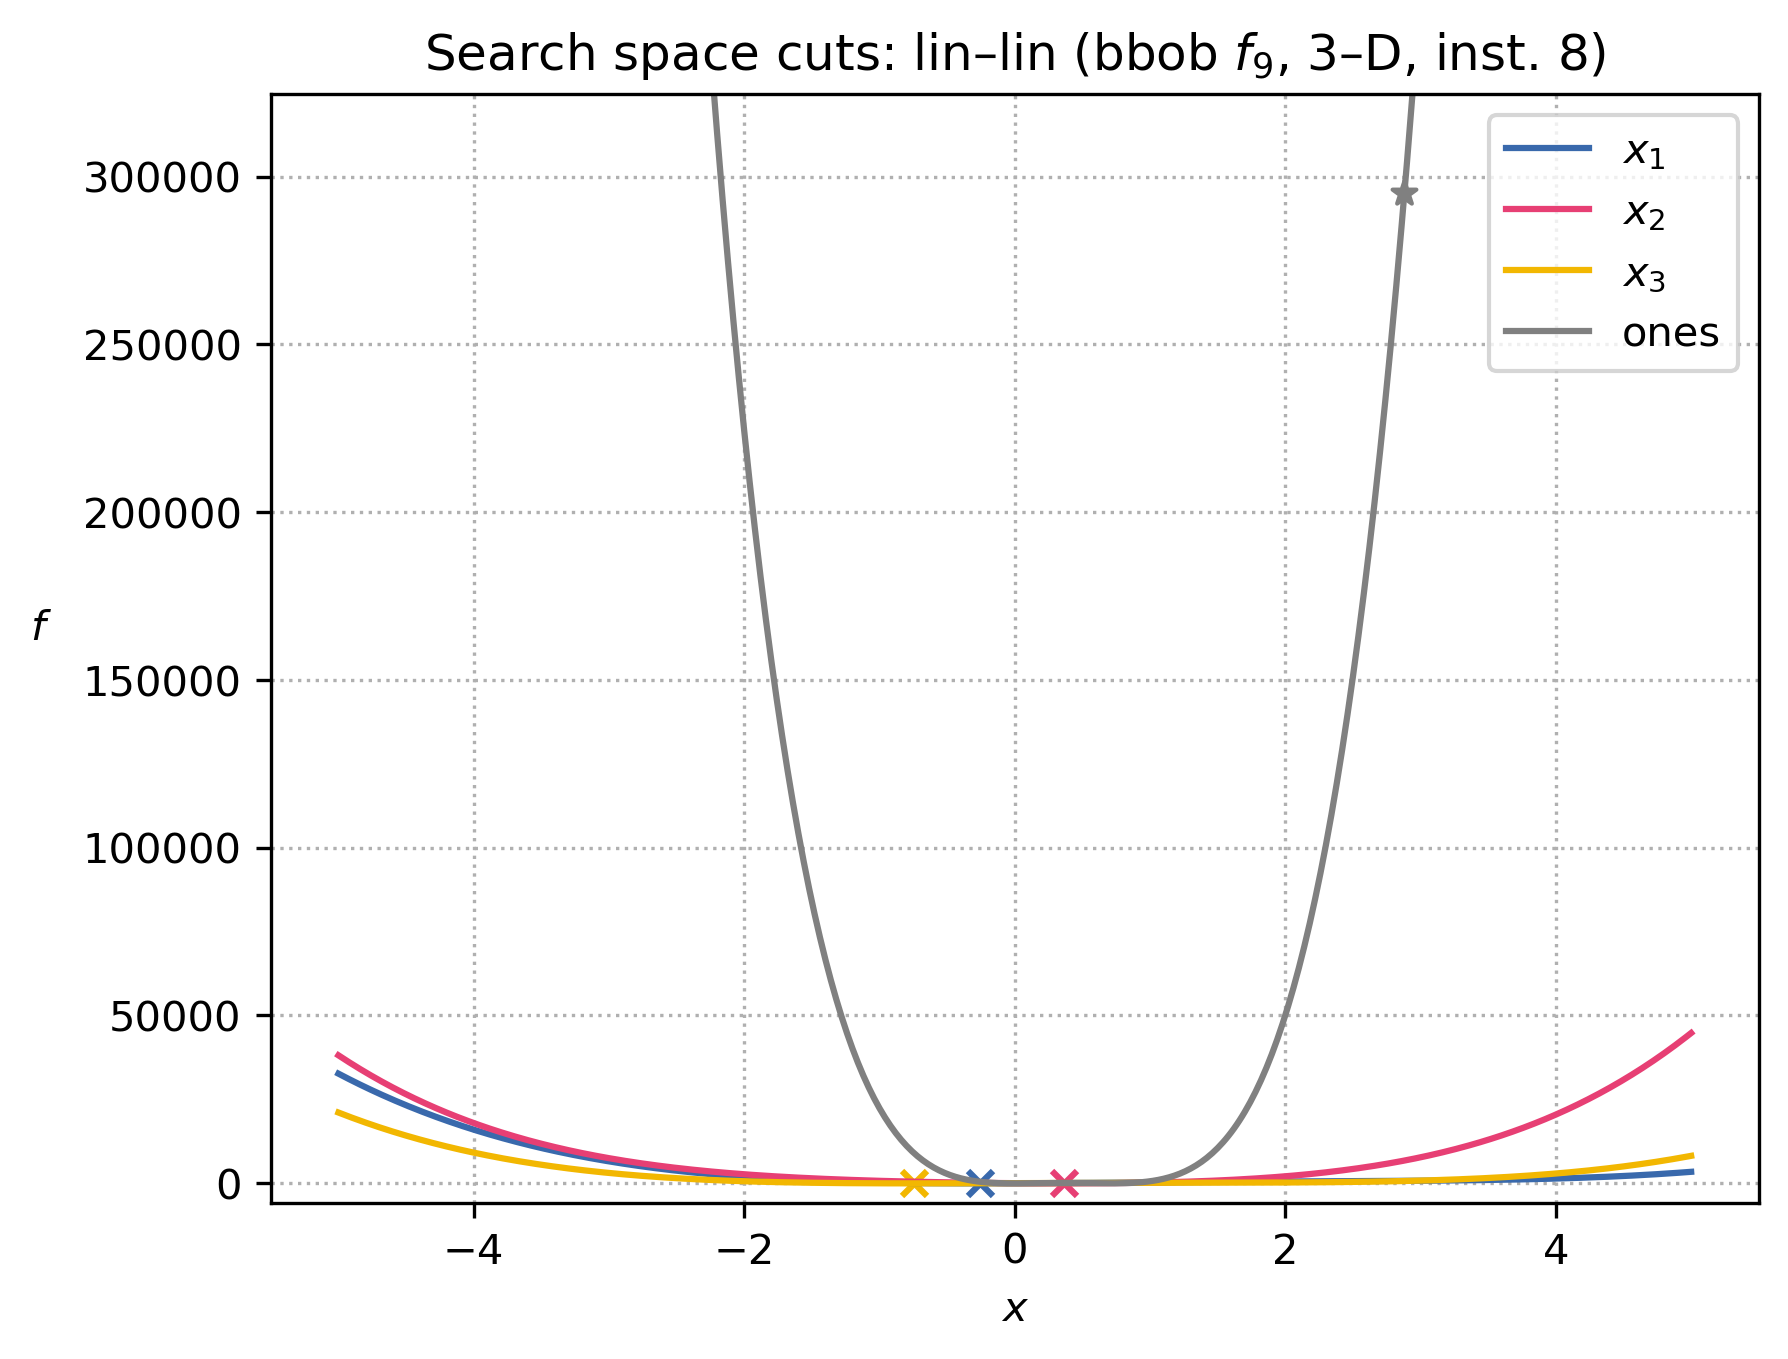 Search space cuts: lin–lin (bbob f₉, 3–D, inst. 8)
300000
250000
200000
150000
100000
50000
0
f
−4
−2
0
2
4
x
x₁
x₂
x₃
ones